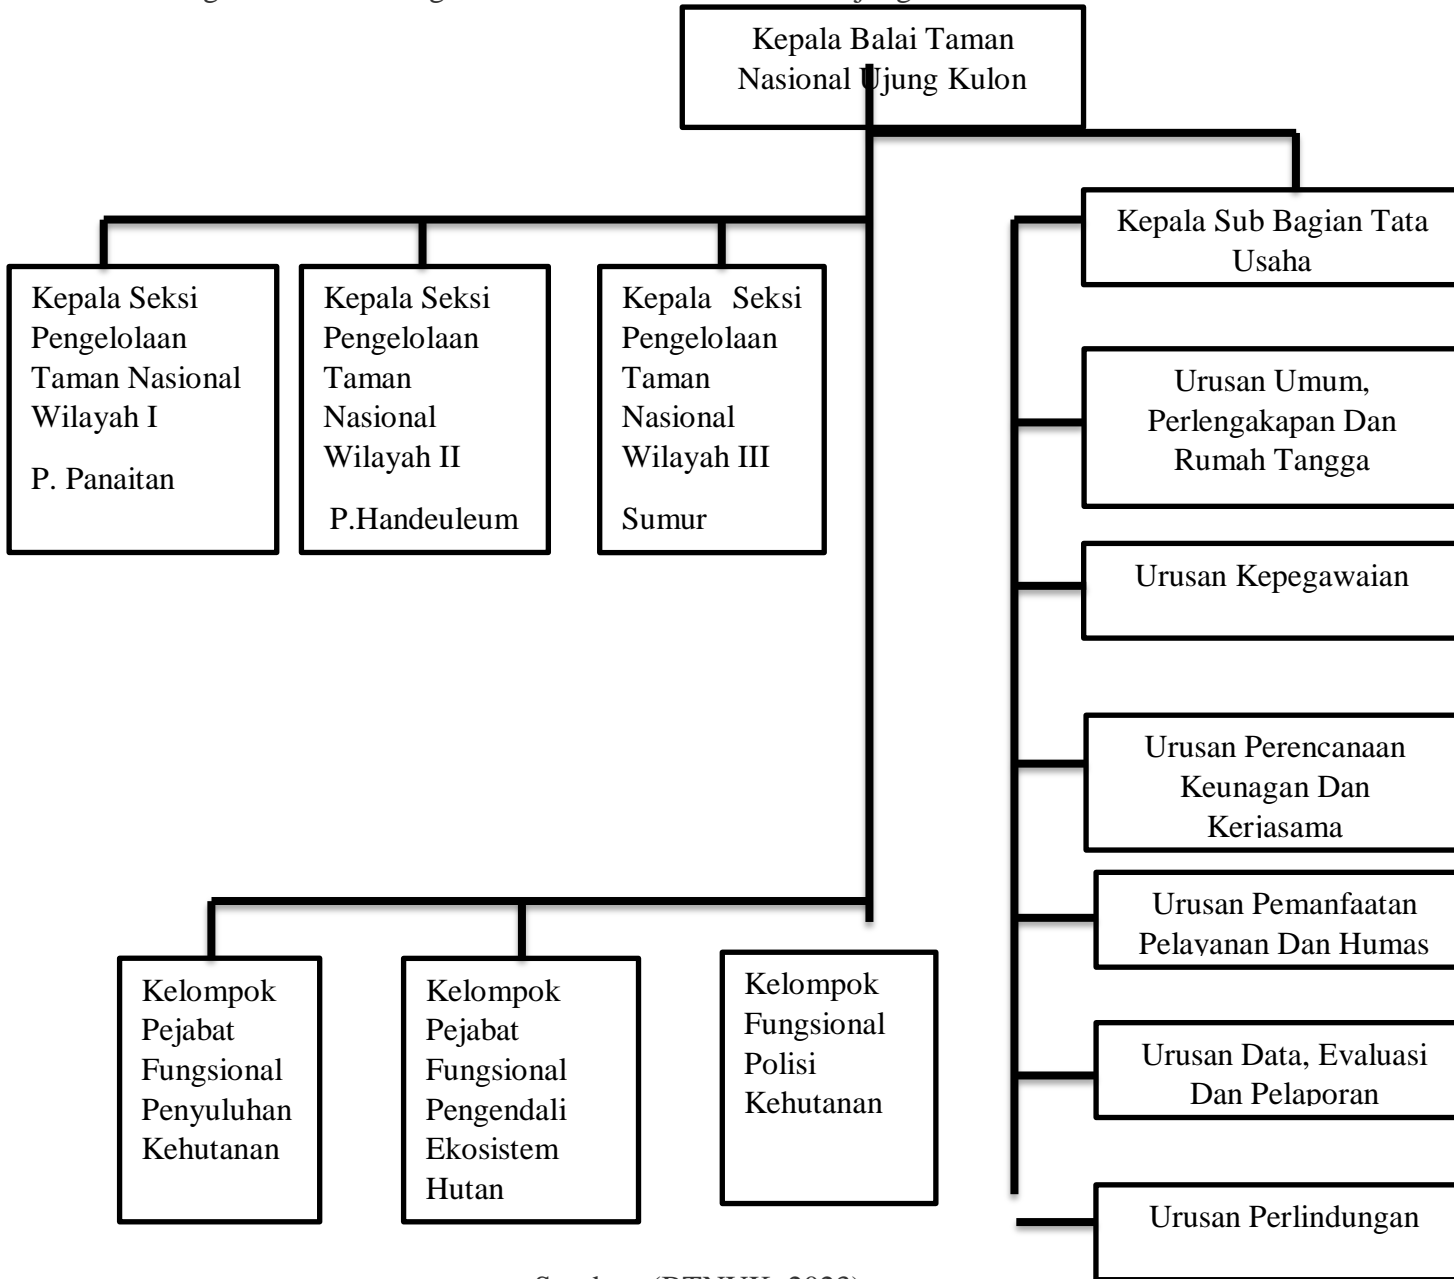 Kepala Balai Taman
Nasional Ujung Kulon
Kepala Sub Bagian Tata
Usaha
Kepala Seksi
Pengelolaan
Taman Nasional
Wilayah I
P. Panaitan
Kepala Seksi
Pengelolaan
Taman
Nasional
Wilayah II
P.Handeuleum
Kepala Seksi
Pengelolaan
Taman
Nasional
Wilayah III
Sumur
Urusan Umum,
Perlengakapan Dan
Rumah Tangga
Urusan Kepegawaian
Urusan Perencanaan
Keunagan Dan
Kerjasama
Urusan Pemanfaatan
Pelayanan Dan Humas
Urusan Data, Evaluasi
Dan Pelaporan
Urusan Perlindungan
Kelompok
Pejabat
Fungsional
Penyuluhan
Kehutanan
Kelompok
Pejabat
Fungsional
Pengendali
Ekosistem
Hutan
Kelompok
Fungsional
Polisi
Kehutanan